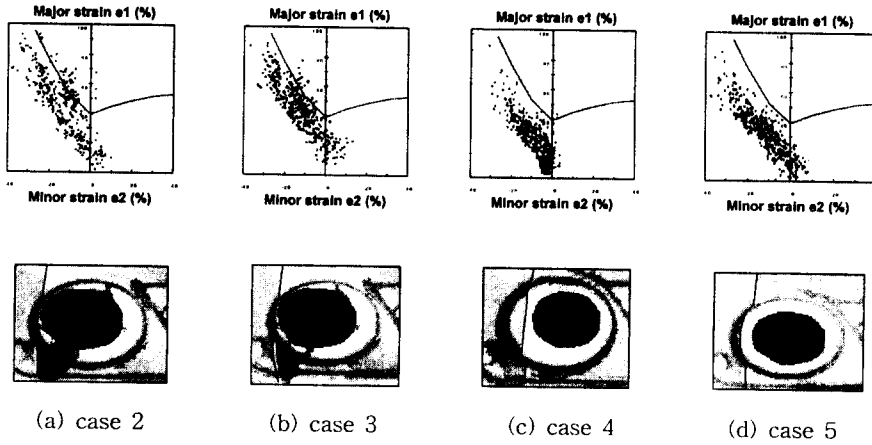 Major strain e1 (%)
Major strain e1 (%)
Major strain e1 (%)
Major strain e1 (%)
Minor strain e2 (%)
Minor strain e2 (%)
Minor strain e2 (%)
Minor strain e2 (%)
(a) case 2
(b) case 3
(c) case 4
(d) case 5